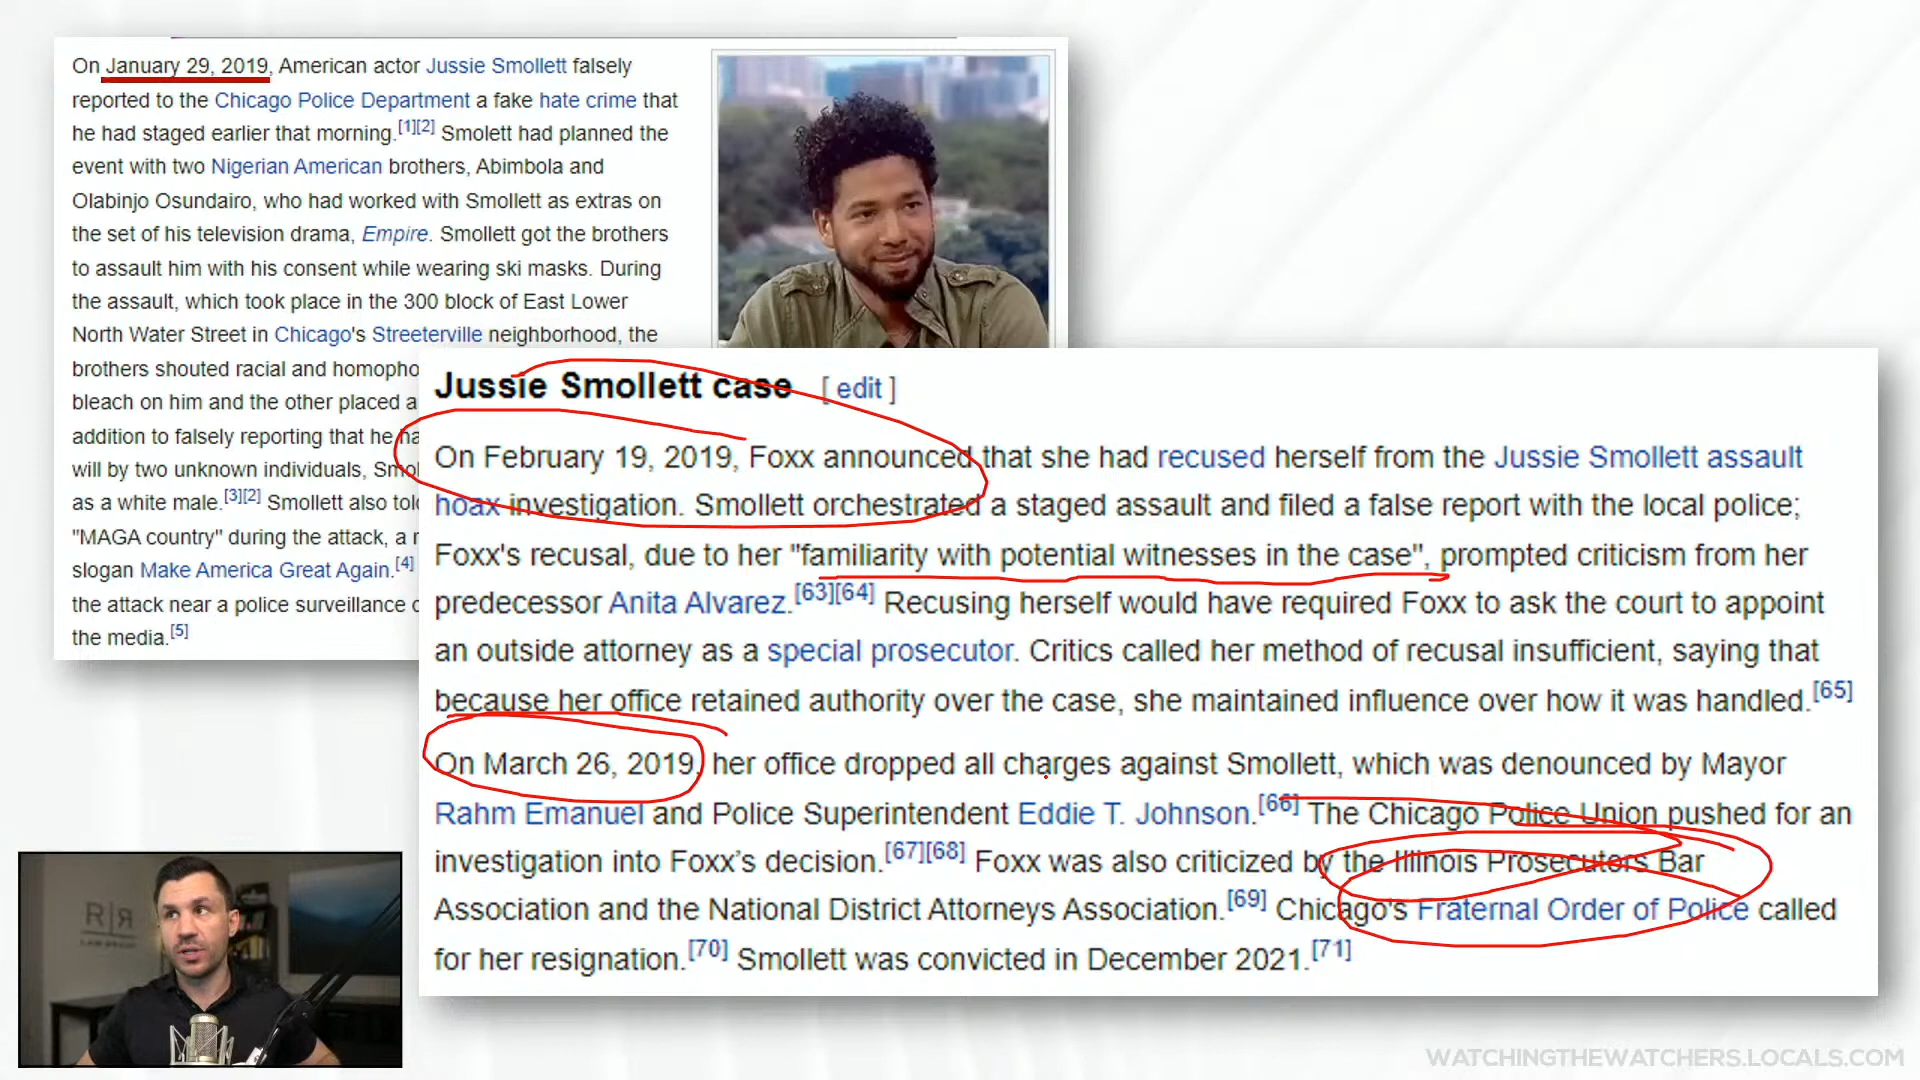 On January 29, 2019, American actor Jussie Smollett falsely
reported to the Chicago Police Department a fake hate crime that
he had staged earlier that morning.[1][2] Smolett had planned the
event with two Nigerian American brothers, Abimbola and
Olabinjo Osundairo, who had worked with Smollett as extras on
the set of his television drama, Empire. Smollett got the brothers
to assault him with his consent while wearing ski masks. During
the assault, which took place in the 300 block of East Lower
North Water Street in Chicago's Streeterville neighborhood, the
brothers shouted racial and homopho
bleach on him and the other placed a
addition to falsely reporting that he ha
will by two unknown individuals, Smol
as a white male.[3][2] Smollett also told
"MAGA country" during the attack, a r
slogan Make America Great Again.[4]
the attack near a police surveillance c
the media.[5]
Jussie Smollett case [ edit ]
On February 19, 2019, Foxx announced that she had recused herself from the Jussie Smollett assault
hoax investigation. Smollett orchestrated a staged assault and filed a false report with the local police;
Foxx's recusal, due to her "familiarity with potential witnesses in the case", prompted criticism from her
predecessor Anita Alvarez.[63][64] Recusing herself would have required Foxx to ask the court to appoint
an outside attorney as a special prosecutor. Critics called her method of recusal insufficient, saying that
because her office retained authority over the case, she maintained influence over how it was handled.[65]
On March 26, 2019, her office dropped all charges against Smollett, which was denounced by Mayor
Rahm Emanuel and Police Superintendent Eddie T. Johnson.[66] The Chicago Police Union pushed for an
investigation into Foxx's decision.[67][68] Foxx was also criticized by the Illinois Prosecutors Bar
Association and the National District Attorneys Association.[69] Chicago's Fraternal Order of Police called
for her resignation.[70] Smollett was convicted in December 2021.[71]
R|R
LAW GROUP
WATCHINGTHEWATCHERS.LOCALS.COM